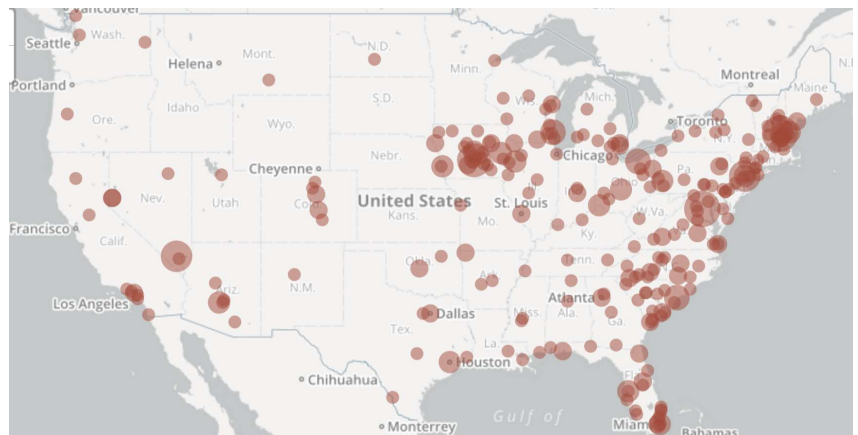 Vancouver
Seattle
Wash.
Mont.
N.D.
Minn.
Helena
Portland
Montreal
Maine
Ore.
Idaho
S.D.
Wis.
Mich.
Toronto
N.Y.
Wyo.
Nebr.
Chicago
Cheyenne
Pa.
Ohio
Nev.
Utah
United States
St. Louis
W.Va.
Francisco
Calif.
Kans.
Mo.
Ky.
Los Angeles
Ariz.
N.M.
Okla.
Ark.
Tenn.
Atlanta
Dallas
Miss.
Ala.
Ga.
Tex.
La.
Houston
Chihuahua
Monterrey
Gulf of
Miami
Bahamas